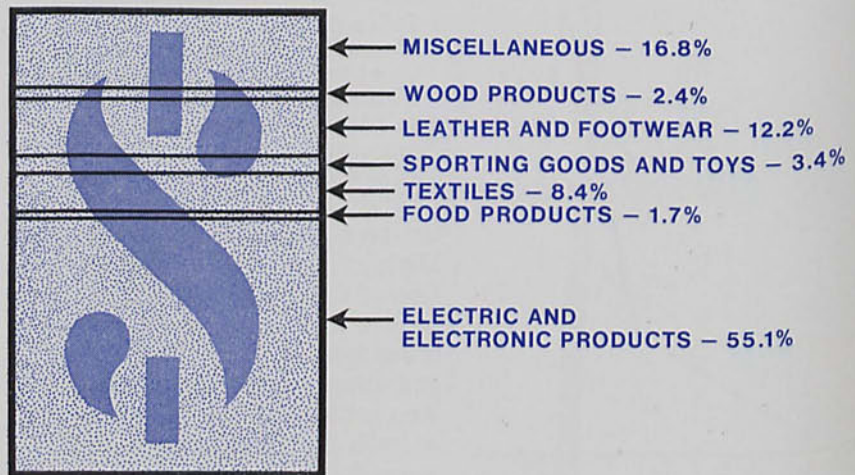 MISCELLANEOUS – 16.8%
WOOD PRODUCTS – 2.4%
LEATHER AND FOOTWEAR – 12.2%
SPORTING GOODS AND TOYS – 3.4%
TEXTILES – 8.4%
FOOD PRODUCTS – 1.7%
ELECTRIC AND
ELECTRONIC PRODUCTS – 55.1%